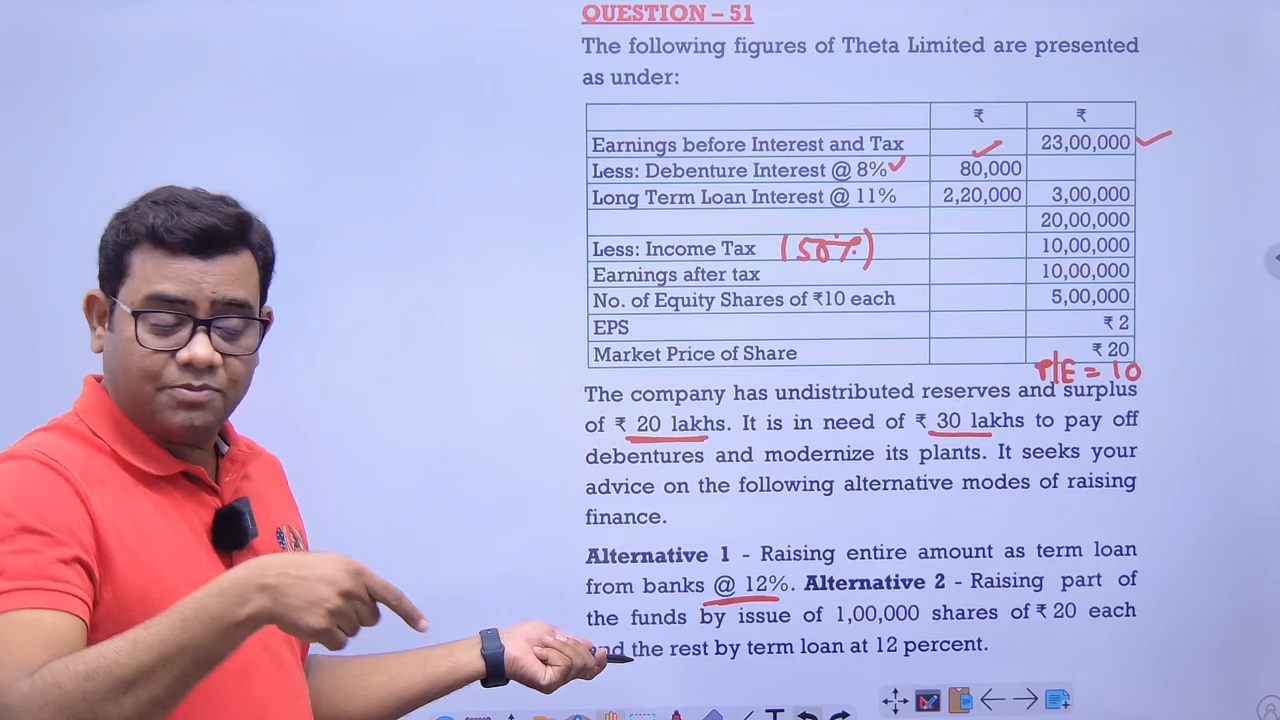 QUESTION – 51
The following figures of Theta Limited are presented
as under:
₹ ₹
Earnings before Interest and Tax 23,00,000
Less: Debenture Interest @ 8% 80,000
Long Term Loan Interest @ 11% 2,20,000 3,00,000
20,00,000
Less: Income Tax (50%) 10,00,000
Earnings after tax 10,00,000
No. of Equity Shares of ₹10 each 5,00,000
EPS ₹ 2
Market Price of Share ₹ 20
P/E = 10
The company has undistributed reserves and surplus
of ₹ 20 lakhs. It is in need of ₹ 30 lakhs to pay off
debentures and modernize its plants. It seeks your
advice on the following alternative modes of raising
finance.
Alternative 1 - Raising entire amount as term loan
from banks @ 12%. Alternative 2 - Raising part of
the funds by issue of 1,00,000 shares of ₹ 20 each
and the rest by term loan at 12 percent.